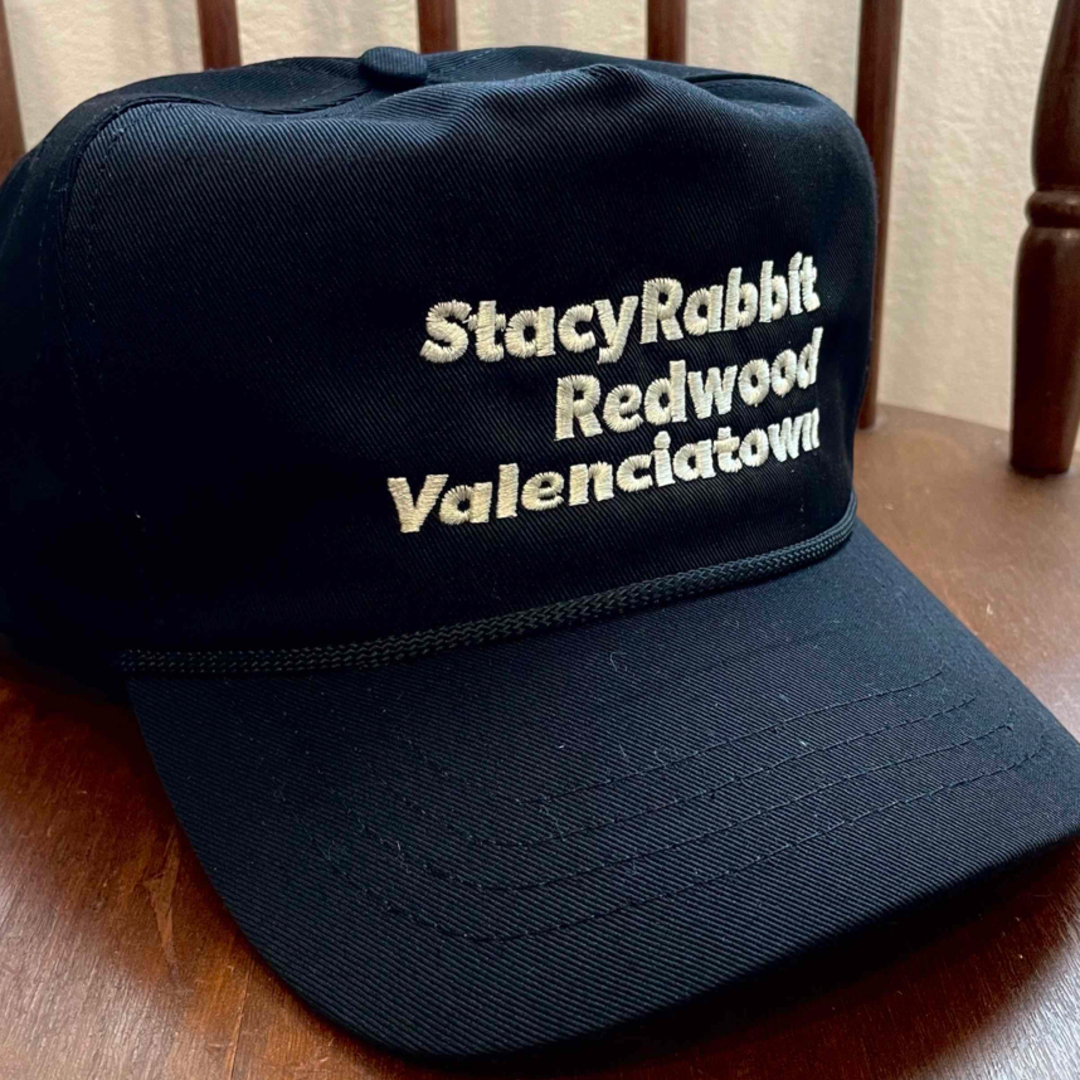 StacyRabbit
Redwood
Valenciatown